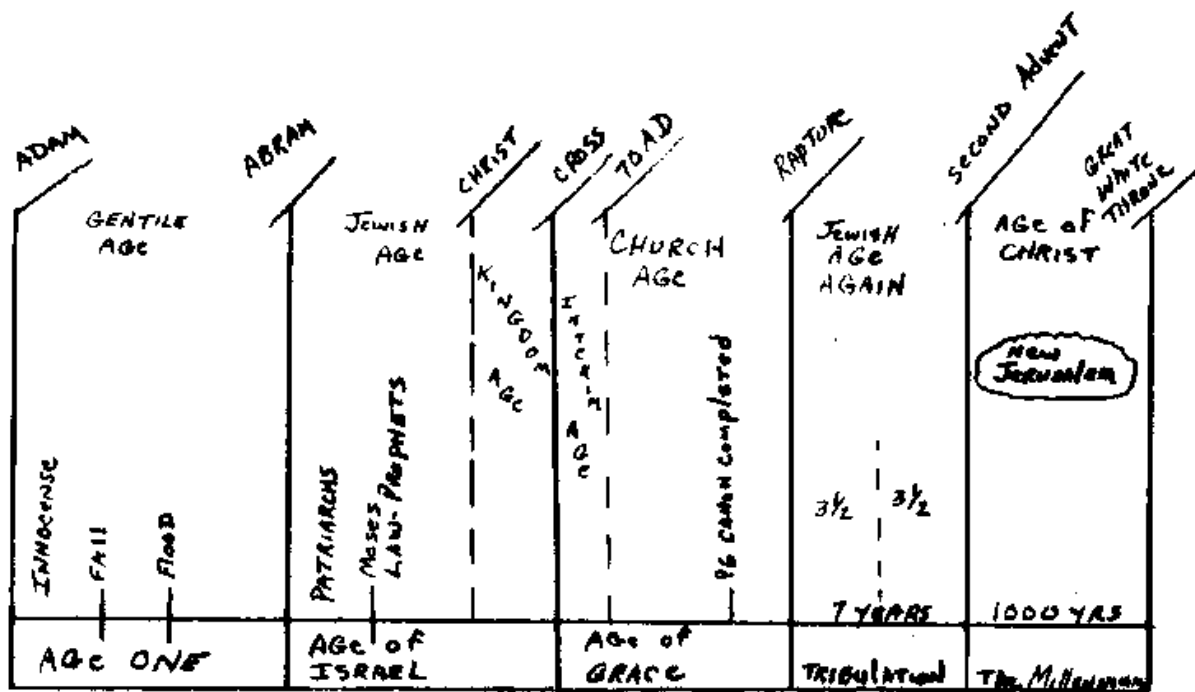 ADAM
ABRAM
CHRIST
CROSS
70 AD
RAPTURE
SECOND ADVENT
GREAT
WHITE
THRONE
GENTILE
AGe
JEWISH
AGe
KINGDOM
AGe
INTERIM
AGe
CHURCH
AGe
JEWISH
AGe
AGAIN
AGe of
CHRIST
New
JERUSALEM
INNOCENSE
FAll
FlooD
PATRIARCHS
Moses
LAW-PROPHETS
96 CANON Completed
3½
3½
7 YEARS
1000 YRS
AGe ONE
AGe of
ISRAEL
AGe of
GRACE
TRIBULATION
The Millennium